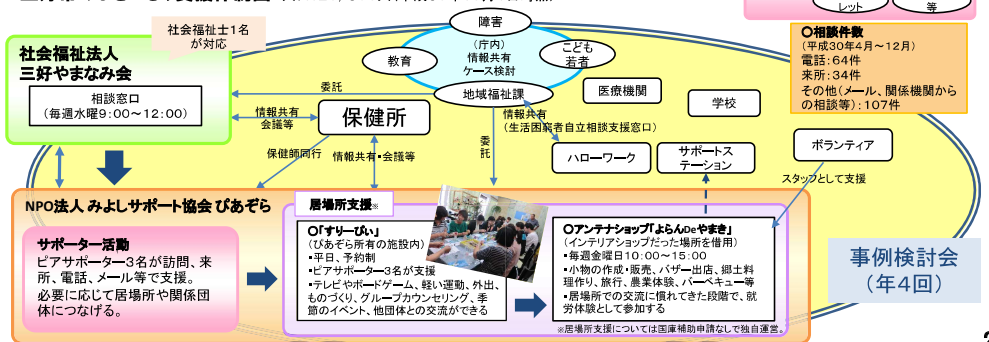 レット
等
社会福祉士1名
が対応
社会福祉法人
三好やまなみ会
相談窓口
(毎週水曜9:00～12:00)
障害
(庁内)
情報共有
ケース検討
教育
こども
若者
地域福祉課
委託
情報共有
会議等
保健所
保健師同行
情報共有・会議等
委託
情報共有
(生活困窮者自立相談支援窓口)
医療機関
学校
ハローワーク
サポートス
テーション
ボランティア
スタッフとして支援
○相談件数
(平成30年4月～12月)
電話:64件
来所:34件
その他(メール、関係機関から
の相談等):107件
NPO法人 みよしサポート協会 ぴあぞら
サポーター活動
ピアサポーター3名が訪問、来
所、電話、メール等で支援。
必要に応じて居場所や関係団
体につなげる。
居場所支援※
○「すりーぴぃ」
(ぴあぞら所有の施設内)
・平日、予約制
・ピアサポーター3名が支援
・テレビやボードゲーム、軽い運動、外出、
ものづくり、グループカウンセリング、季
節のイベント、他団体との交流ができる
○アンテナショップ「よらんDeやまき」
(インテリアショップだった場所を借用)
・毎週金曜日10:00～15:00
・小物の作成・販売、バザー出店、郷土料
理作り、旅行、農業体験、バーベキュー等
・居場所での交流に慣れてきた段階で、就
労体験として参加する
※居場所支援については国庫補助申請なしで独自運営。
事例検討会
(年4回)